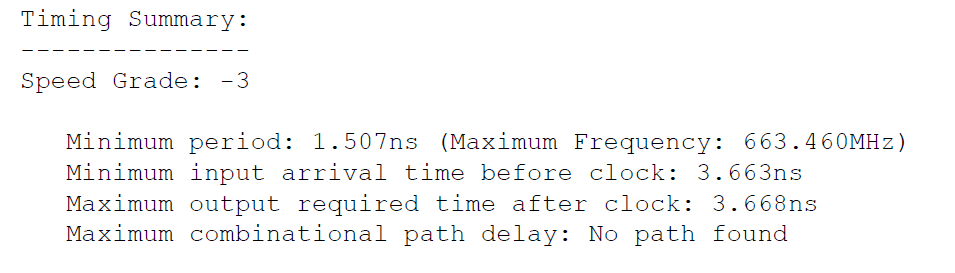 Timing Summary:
---------------
Speed Grade: -3
Minimum period: 1.507ns (Maximum Frequency: 663.460MHz)
Minimum input arrival time before clock: 3.663ns
Maximum output required time after clock: 3.668ns
Maximum combinational path delay: No path found